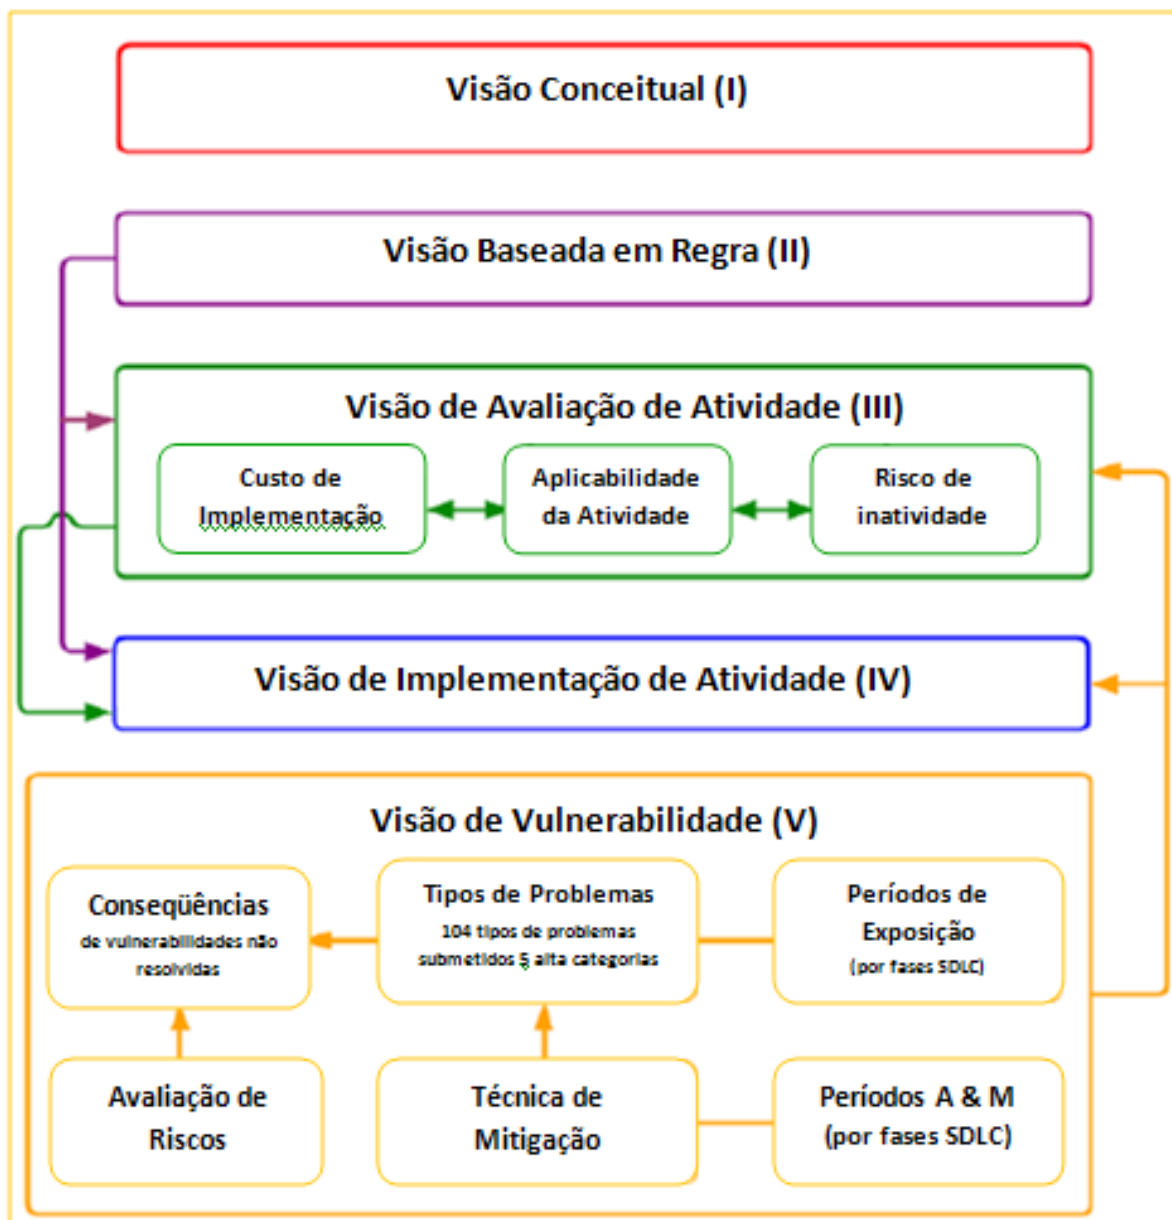 Visão Conceitual (I)
Visão Baseada em Regra (II)
Visão de Avaliação de Atividade (III)
Custo de
Implementação
Aplicabilidade
da Atividade
Risco de
inatividade
Visão de Implementação de Atividade (IV)
Visão de Vulnerabilidade (V)
Conseqüências
de vulnerabilidades não
resolvidas
Tipos de Problemas
104 tipos de problemas
submetidos 5 alta categorias
Períodos de
Exposição
(por fases SDLC)
Avaliação de
Riscos
Técnica de
Mitigação
Períodos A & M
(por fases SDLC)